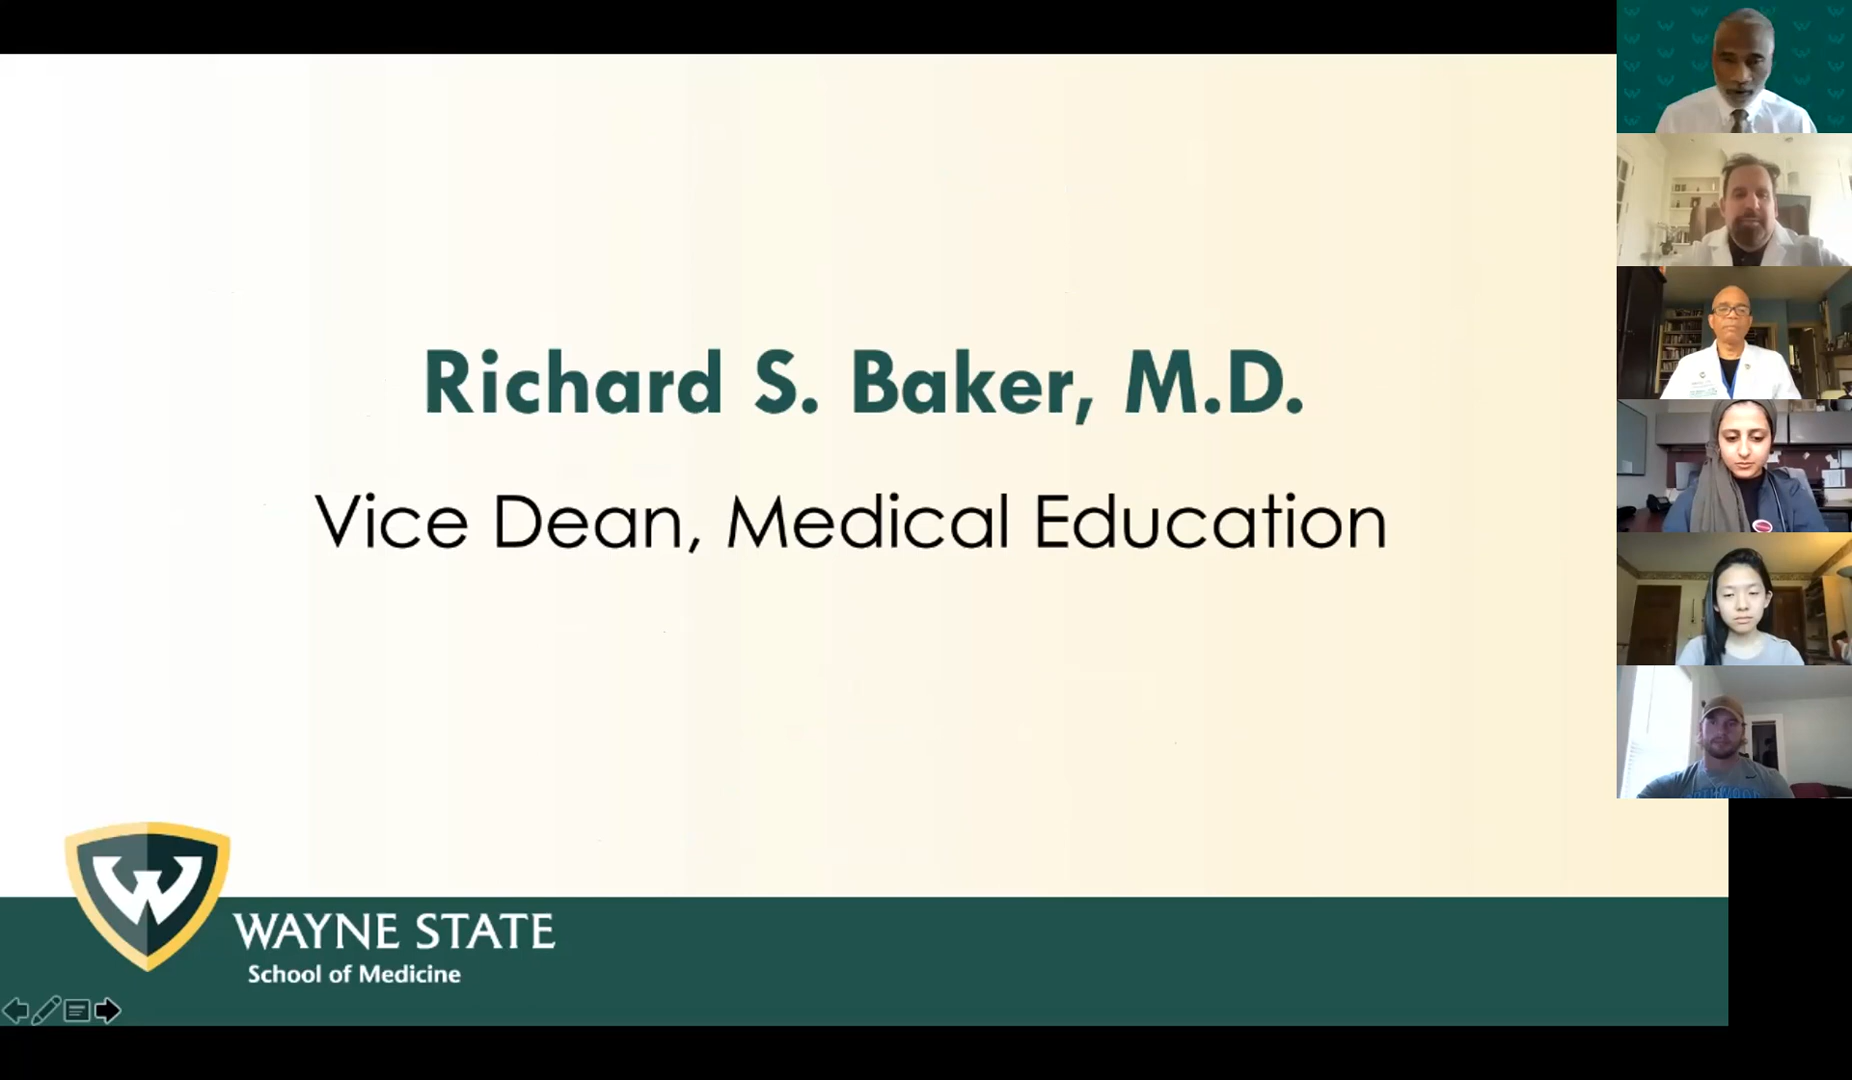 Richard S. Baker, M.D.
Vice Dean, Medical Education
WAYNE STATE
School of Medicine